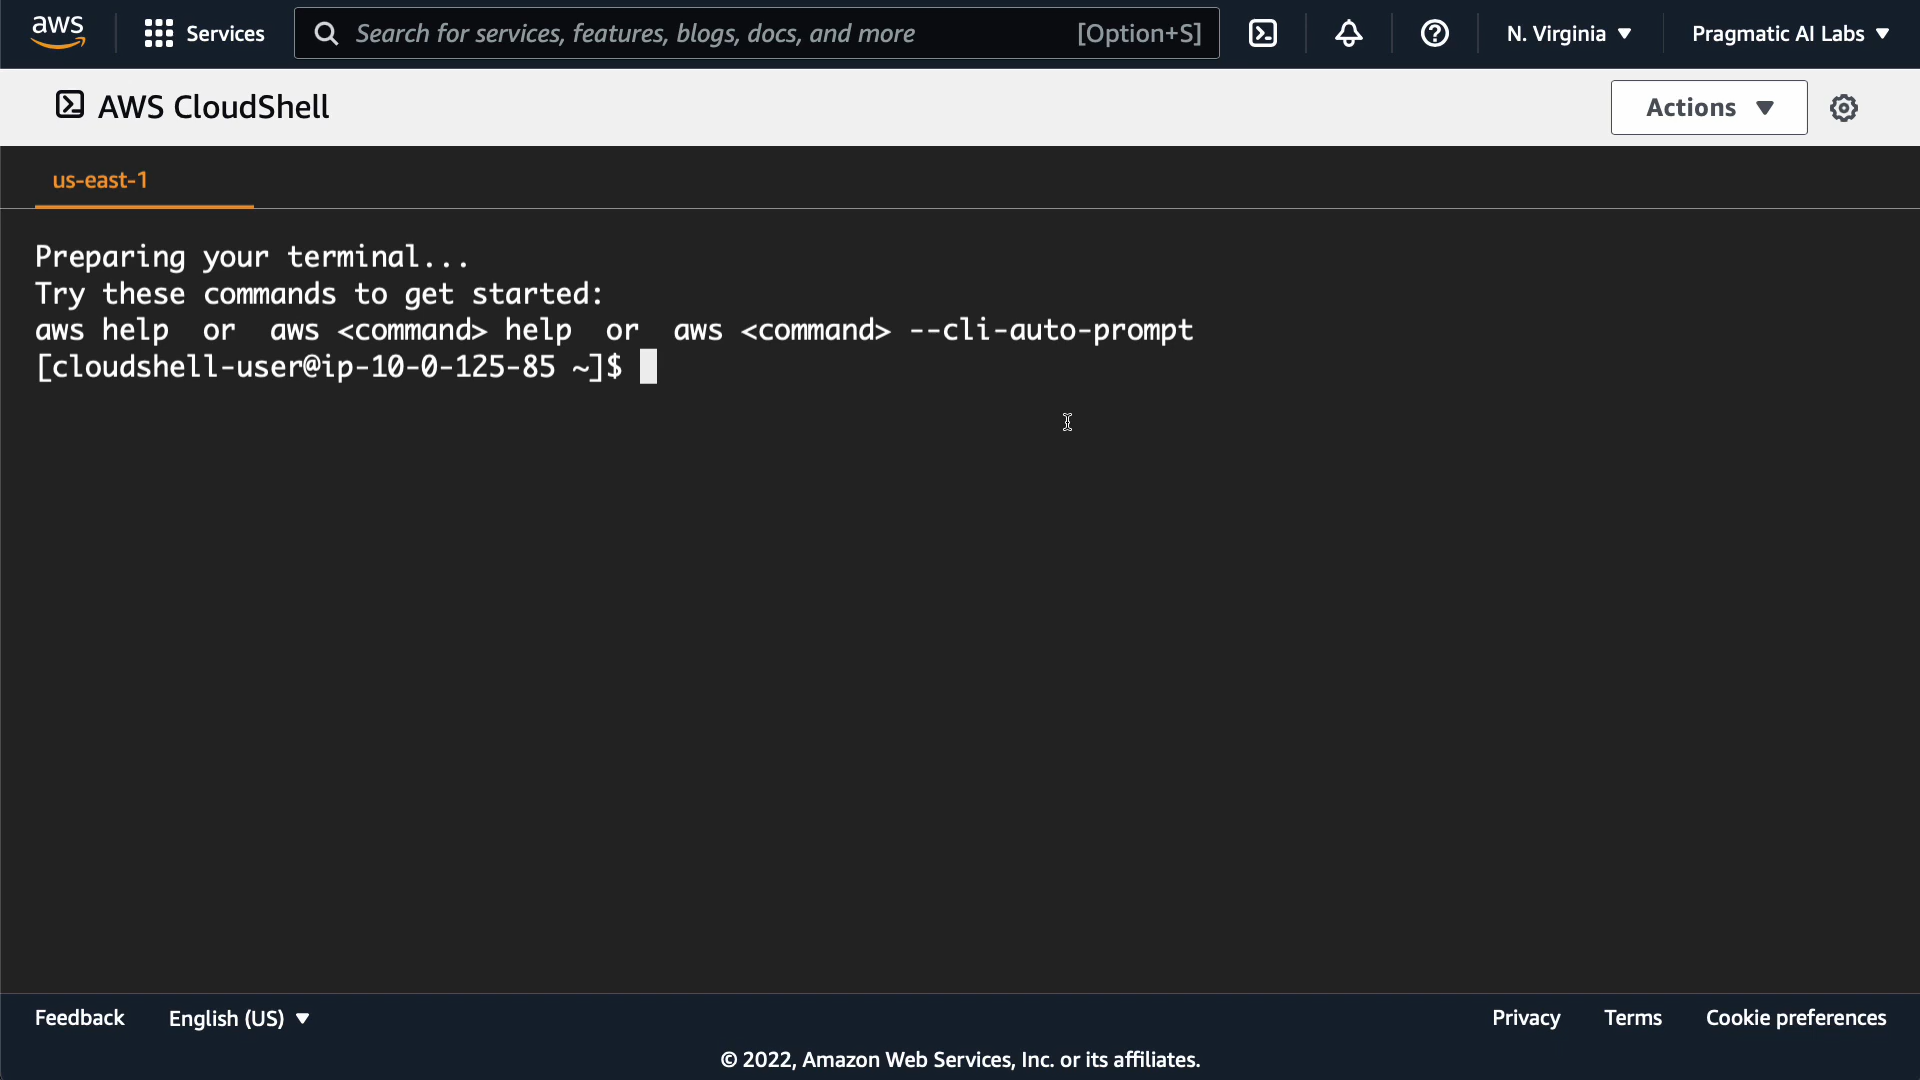 aws Services Search for services, features, blogs, docs, and more [Option+S] N. Virginia Pragmatic AI Labs
AWS CloudShell Actions
us-east-1
Preparing your terminal...
Try these commands to get started:
aws help  or  aws <command> help  or  aws <command> --cli-auto-prompt
[cloudshell-user@ip-10-0-125-85 ~]$
Feedback English (US) Privacy Terms Cookie preferences
© 2022, Amazon Web Services, Inc. or its affiliates.